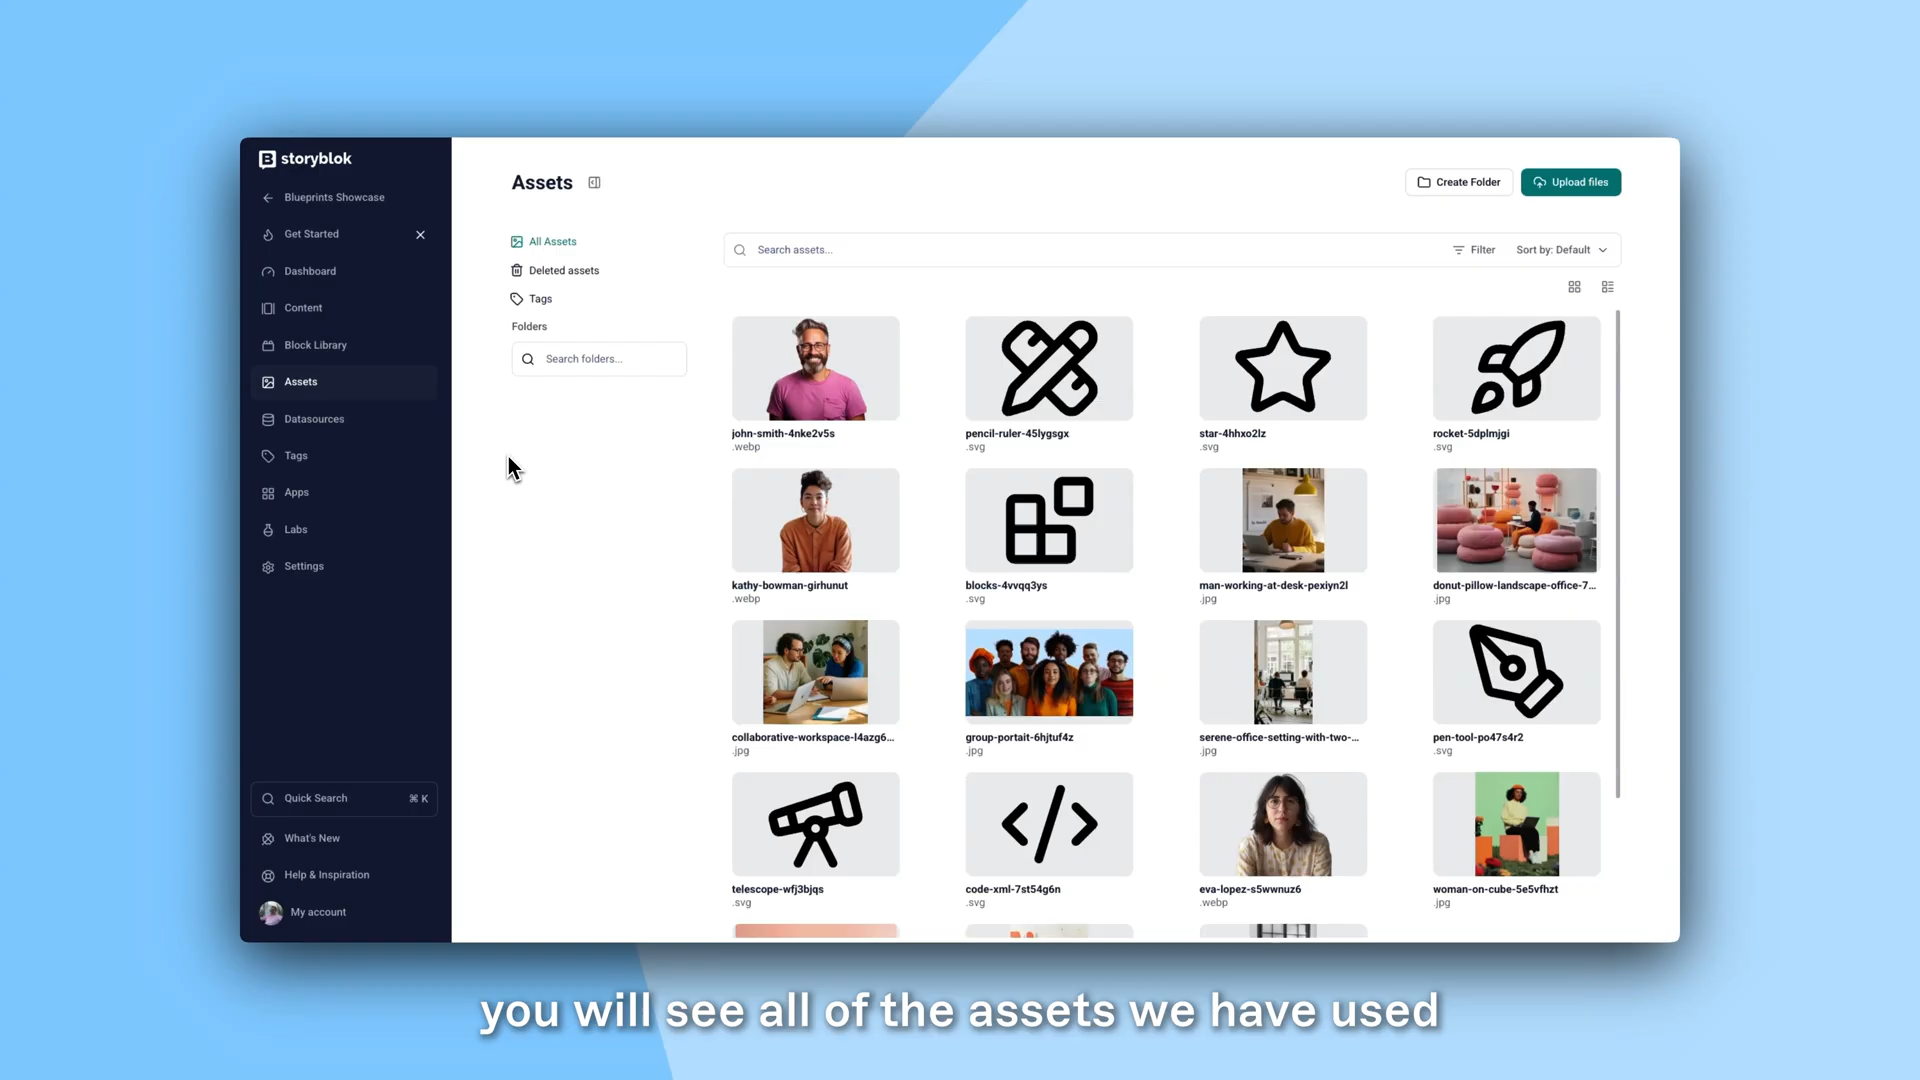 storyblok
Blueprints Showcase
Get Started
Dashboard
Content
Block Library
Assets
Datasources
Tags
Apps
Labs
Settings
Quick Search ⌘ K
What's New
Help & Inspiration
My account
Assets
Create Folder
Upload files
All Assets
Deleted assets
Tags
Folders
Search folders...
Search assets...
Filter
Sort by: Default
john-smith-4nke2v5s
.webp
pencil-ruler-45lygsgx
.svg
star-4hhxo2lz
.svg
rocket-5dplmjgi
.svg
kathy-bowman-girhunut
.webp
blocks-4vvqq3ys
.svg
man-working-at-desk-pexiyn2l
.jpg
donut-pillow-landscape-office-7...
.jpg
collaborative-workspace-l4azg6...
.jpg
group-portait-6hjtuf4z
.jpg
serene-office-setting-with-two-...
.jpg
pen-tool-po47s4r2
.svg
telescope-wfj3bjqs
.svg
code-xml-7st54g6n
.svg
eva-lopez-s5wwnuz6
.webp
woman-on-cube-5e5vfhzt
.jpg
you will see all of the assets we have used